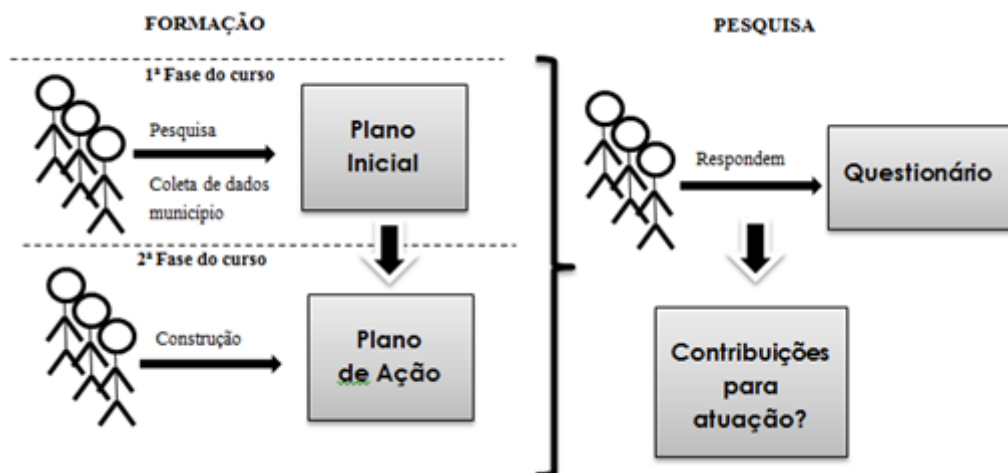 FORMAÇÃO
1ª Fase do curso
Pesquisa
Coleta de dados
município
Plano
Inicial
2ª Fase do curso
Construção
Plano
de Ação
PESQUISA
Respondem
Questionário
Contribuições
para
atuação?